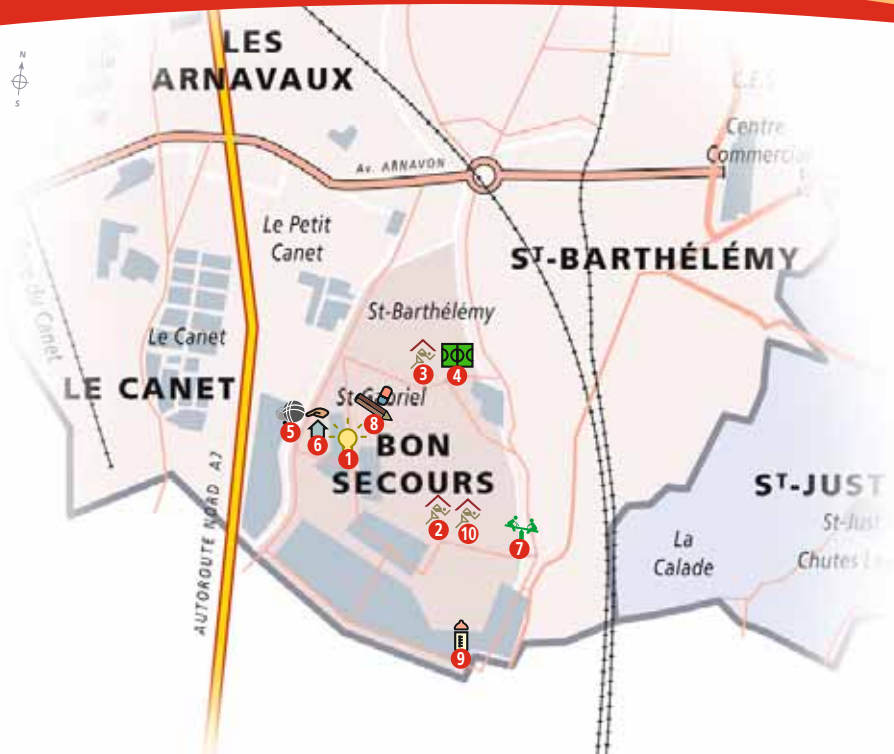 N
S
LES
ARNAVAUX
C.E.S
Centre
Commercial
Av. ARNAVON
Le Petit
Canet
ST-BARTHÉLÉMY
St-Barthélémy
Le Canet
du Canet
LE CANET
3
4
St-Gabriel
5
6
8
1
BON
SECOURS
2
10
7
ST-JUST
St-Just
La
Calade
Chutes
AUTOROUTE NORD A7
9